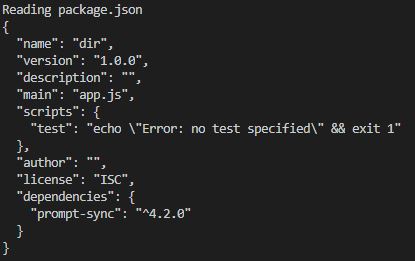 Reading package.json
{
  "name": "dir",
  "version": "1.0.0",
  "description": "",
  "main": "app.js",
  "scripts": {
    "test": "echo \"Error: no test specified\" && exit 1"
  },
  "author": "",
  "license": "ISC",
  "dependencies": {
    "prompt-sync": "^4.2.0"
  }
}